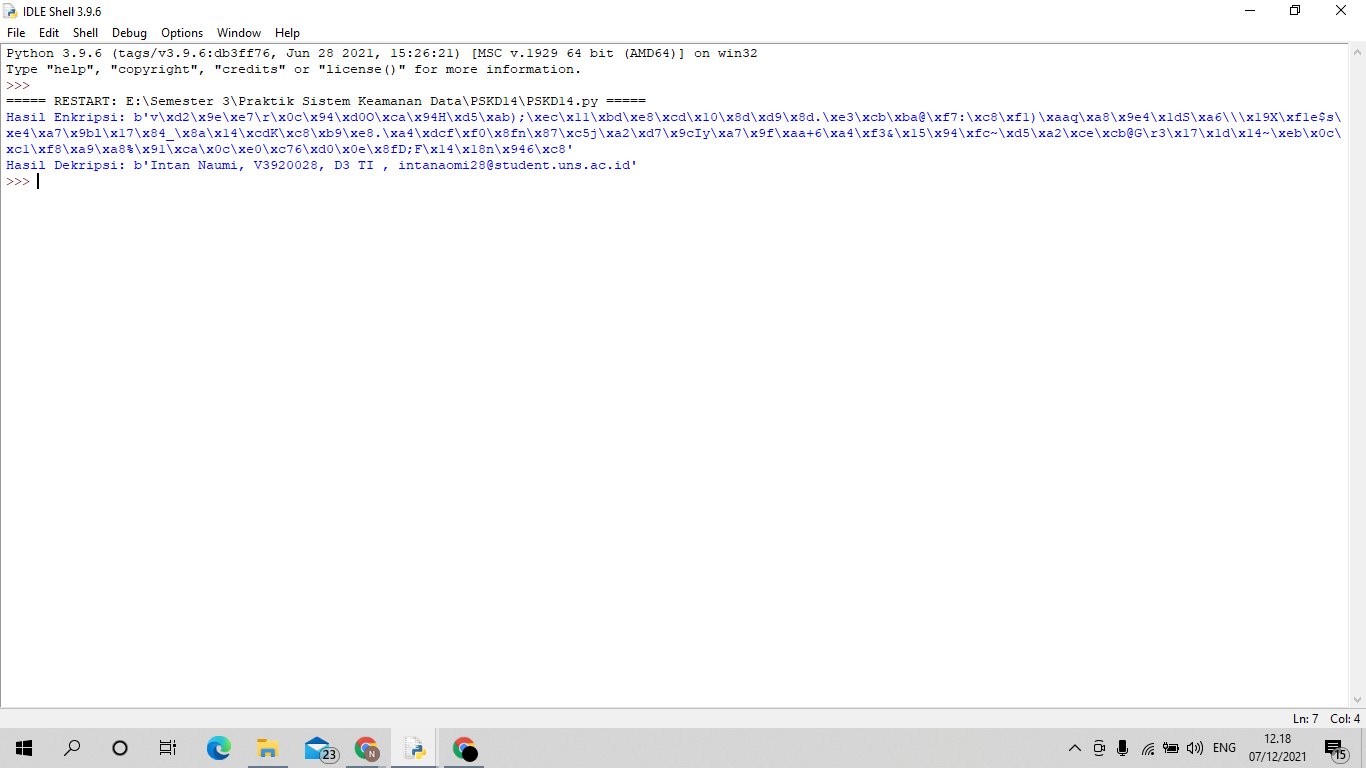 IDLE Shell 3.9.6
File Edit Shell Debug Options Window Help
Python 3.9.6 (tags/v3.9.6:db3ff76, Jun 28 2021, 15:26:21) [MSC v.1929 64 bit (AMD64)] on win32
Type "help", "copyright", "credits" or "license()" for more information.
>>>
===== RESTART: E:\Semester 3\Praktik Sistem Keamanan Data\PSKD14\PSKD14.py =====
Hasil Enkripsi: b'v\xd2\x9e\xe7\r\x0c\x94\xd0O\xca\x94H\xd5\xab);\xec\x11\xbd\xe8\xcd\x10\x8d\xd9\x8d.\xe3\xcb\xba@\xf7:\xc8\xf1)\xaaq\xa8\x9e4\x1dS\xa6\\\x19X\xf1e$s\
xe4\xa7\x9bl\x17\x84_\x8a\x14\xcdK\xc8\xb9\xe8.\xa4\xdcf\xf0\x8fn\x87\xc5j\xa2\xd7\x9cIy\xa7\x9f\xaa+6\xa4\xf3&\x15\x94\xfc~\xd5\xa2\xce\xcb@G\r3\x17\x1d\x14~\xeb\x0c\
xc1\xf8\xa9\xa8%\x91\xca\x0c\xe0\xc76\xd0\x0e\x8fD;F\x14\x18n\x946\xc8'
Hasil Dekripsi: b'Intan Naumi, V3920028, D3 TI , intanaomi28@student.uns.ac.id'
>>>
Ln: 7 Col: 4
23
N
ENG
12.18
07/12/2021
15